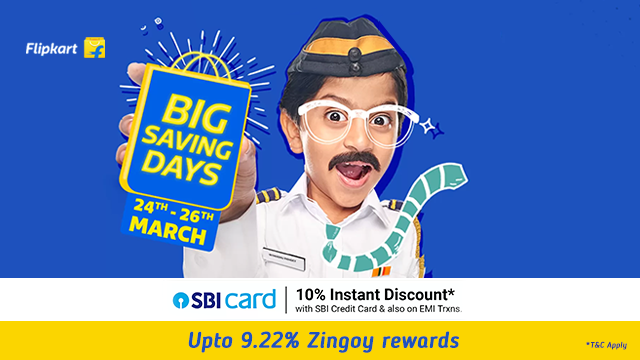 Flipkart
BIG
SAVING
DAYS
24TH - 26TH
MARCH
SBI card
10% Instant Discount*
with SBI Credit Card & also on EMI Trxns.
Upto 9.22% Zingoy rewards
*T&C Apply